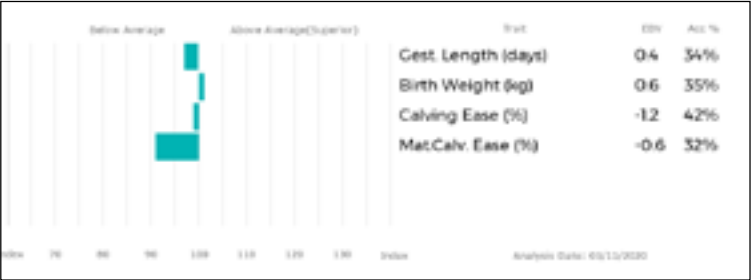 Below Average Above Average(Superior) Trait EBV Acc %
Gest. Length (days) 0.4 34%
Birth Weight (kg) 0.6 35%
Calving Ease (%) -1.2 42%
Mat.Calv. Ease (%) -0.6 32%
Index 70 80 90 100 110 120 130 Index Analysis Date: